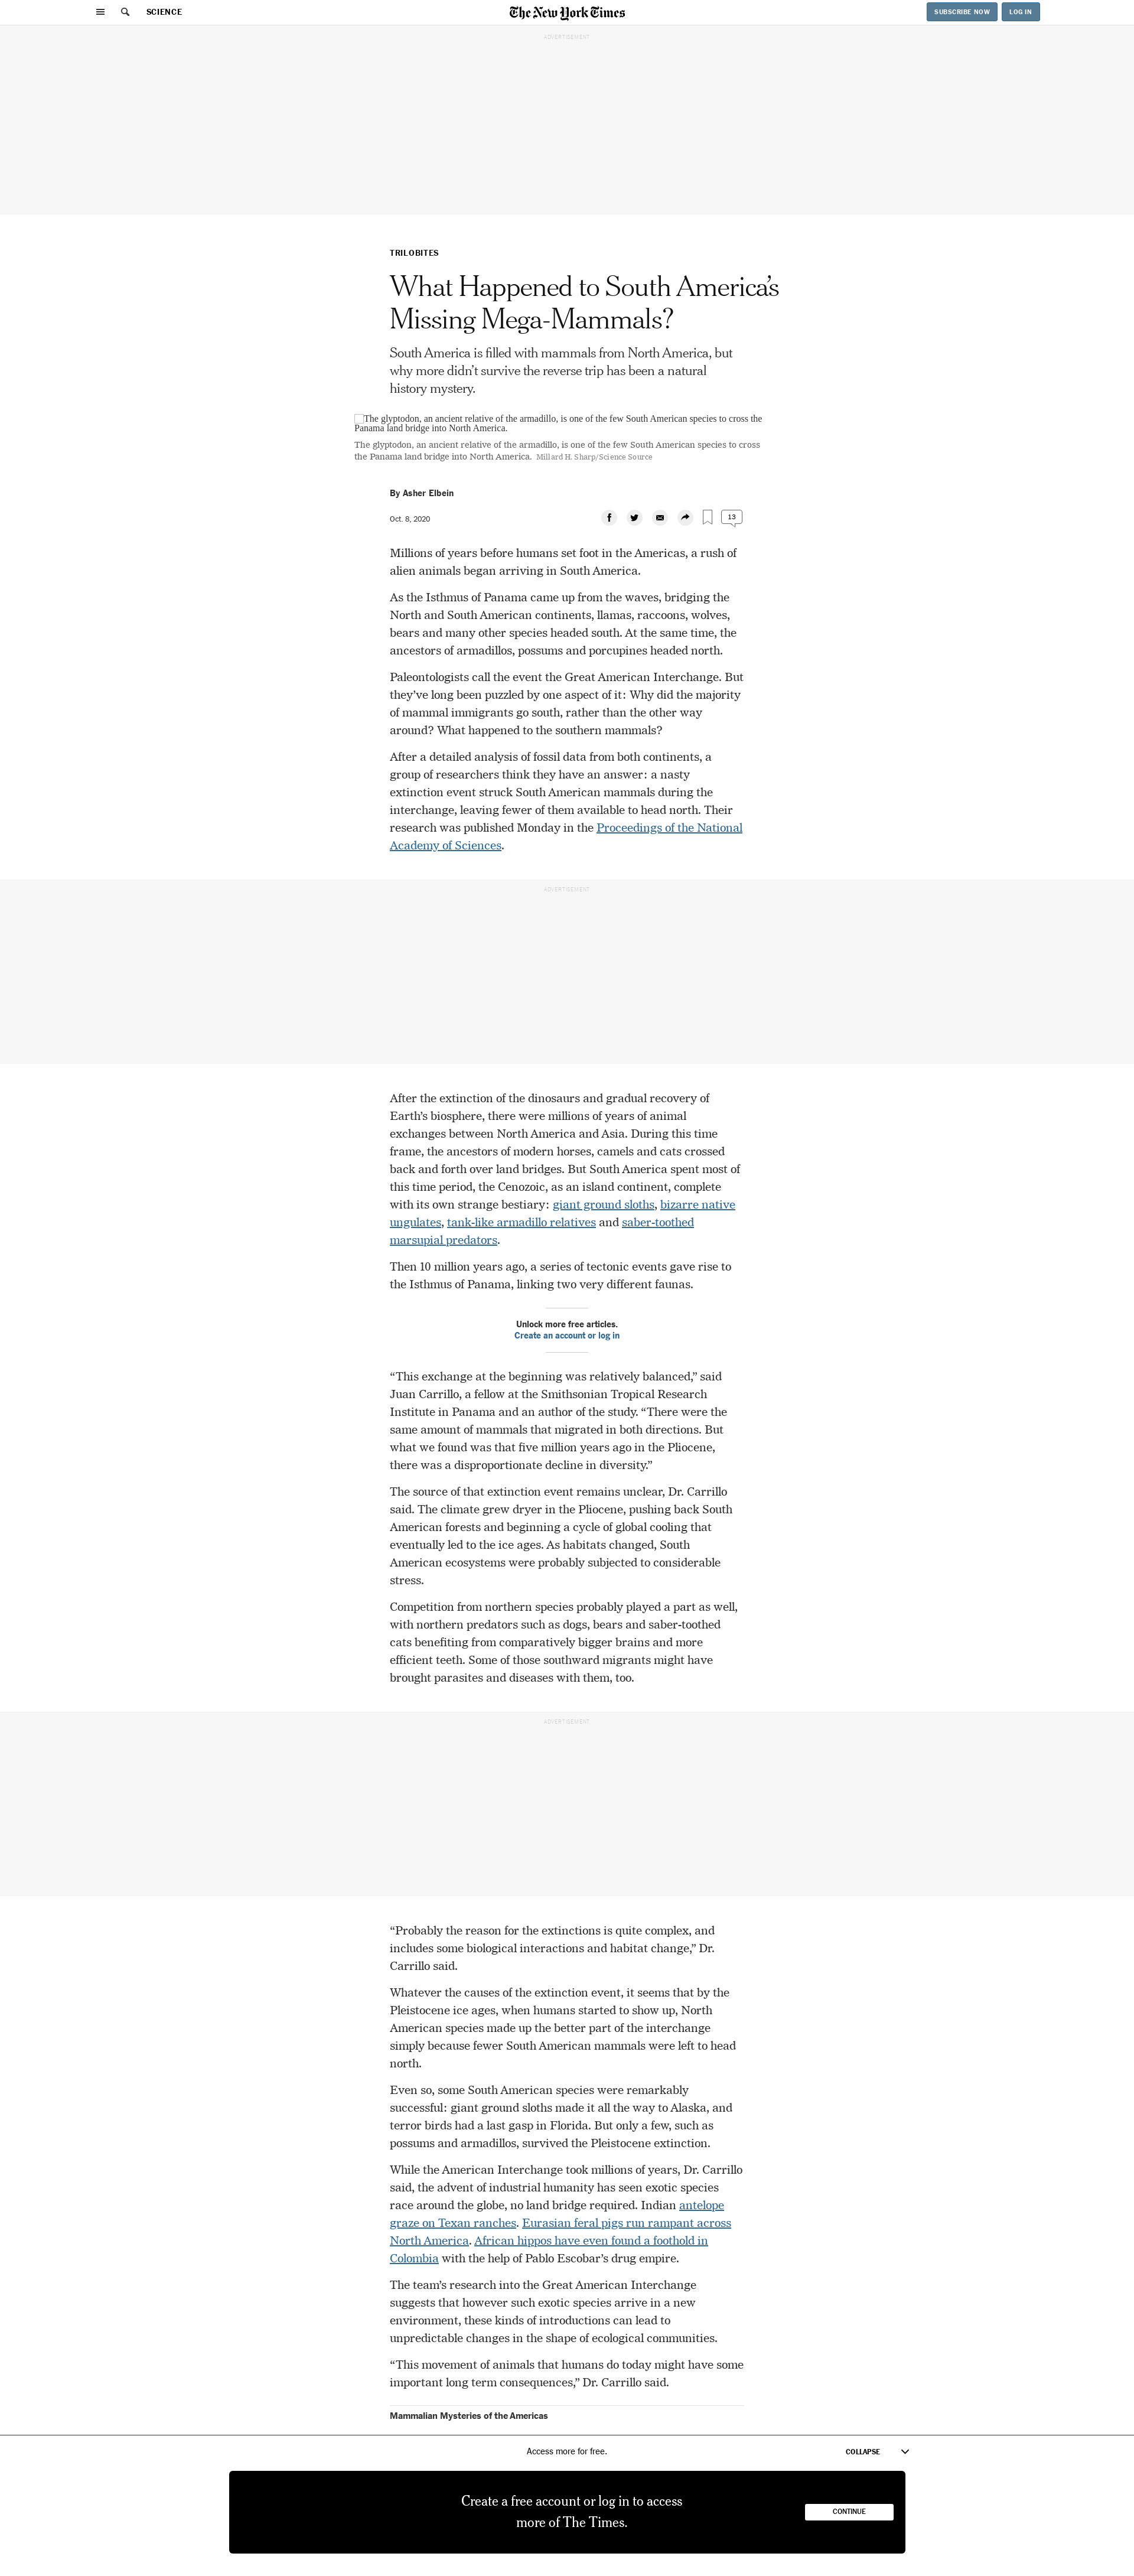 SCIENCE
The New York Times
SUBSCRIBE NOW
LOG IN
ADVERTISEMENT
TRILOBITES
What Happened to South America’s
Missing Mega-Mammals?
South America is filled with mammals from North America, but
why more didn’t survive the reverse trip has been a natural
history mystery.
The glyptodon, an ancient relative of the armadillo, is one of the few South American species to cross the
Panama land bridge into North America.
The glyptodon, an ancient relative of the armadillo, is one of the few South American species to cross
the Panama land bridge into North America. Millard H. Sharp/Science Source
By Asher Elbein
Oct. 8, 2020
13
Millions of years before humans set foot in the Americas, a rush of
alien animals began arriving in South America.
As the Isthmus of Panama came up from the waves, bridging the
North and South American continents, llamas, raccoons, wolves,
bears and many other species headed south. At the same time, the
ancestors of armadillos, possums and porcupines headed north.
Paleontologists call the event the Great American Interchange. But
they’ve long been puzzled by one aspect of it: Why did the majority
of mammal immigrants go south, rather than the other way
around? What happened to the southern mammals?
After a detailed analysis of fossil data from both continents, a
group of researchers think they have an answer: a nasty
extinction event struck South American mammals during the
interchange, leaving fewer of them available to head north. Their
research was published Monday in the Proceedings of the National
Academy of Sciences.
ADVERTISEMENT
After the extinction of the dinosaurs and gradual recovery of
Earth’s biosphere, there were millions of years of animal
exchanges between North America and Asia. During this time
frame, the ancestors of modern horses, camels and cats crossed
back and forth over land bridges. But South America spent most of
this time period, the Cenozoic, as an island continent, complete
with its own strange bestiary: giant ground sloths, bizarre native
ungulates, tank-like armadillo relatives and saber-toothed
marsupial predators.
Then 10 million years ago, a series of tectonic events gave rise to
the Isthmus of Panama, linking two very different faunas.
Unlock more free articles.
Create an account or log in
“This exchange at the beginning was relatively balanced,” said
Juan Carrillo, a fellow at the Smithsonian Tropical Research
Institute in Panama and an author of the study. “There were the
same amount of mammals that migrated in both directions. But
what we found was that five million years ago in the Pliocene,
there was a disproportionate decline in diversity.”
The source of that extinction event remains unclear, Dr. Carrillo
said. The climate grew dryer in the Pliocene, pushing back South
American forests and beginning a cycle of global cooling that
eventually led to the ice ages. As habitats changed, South
American ecosystems were probably subjected to considerable
stress.
Competition from northern species probably played a part as well,
with northern predators such as dogs, bears and saber-toothed
cats benefiting from comparatively bigger brains and more
efficient teeth. Some of those southward migrants might have
brought parasites and diseases with them, too.
ADVERTISEMENT
“Probably the reason for the extinctions is quite complex, and
includes some biological interactions and habitat change,” Dr.
Carrillo said.
Whatever the causes of the extinction event, it seems that by the
Pleistocene ice ages, when humans started to show up, North
American species made up the better part of the interchange
simply because fewer South American mammals were left to head
north.
Even so, some South American species were remarkably
successful: giant ground sloths made it all the way to Alaska, and
terror birds had a last gasp in Florida. But only a few, such as
possums and armadillos, survived the Pleistocene extinction.
While the American Interchange took millions of years, Dr. Carrillo
said, the advent of industrial humanity has seen exotic species
race around the globe, no land bridge required. Indian antelope
graze on Texan ranches. Eurasian feral pigs run rampant across
North America. African hippos have even found a foothold in
Colombia with the help of Pablo Escobar’s drug empire.
The team’s research into the Great American Interchange
suggests that however such exotic species arrive in a new
environment, these kinds of introductions can lead to
unpredictable changes in the shape of ecological communities.
“This movement of animals that humans do today might have some
important long term consequences,” Dr. Carrillo said.
Mammalian Mysteries of the Americas
Access more for free.
COLLAPSE
Create a free account or log in to access
more of The Times.
CONTINUE